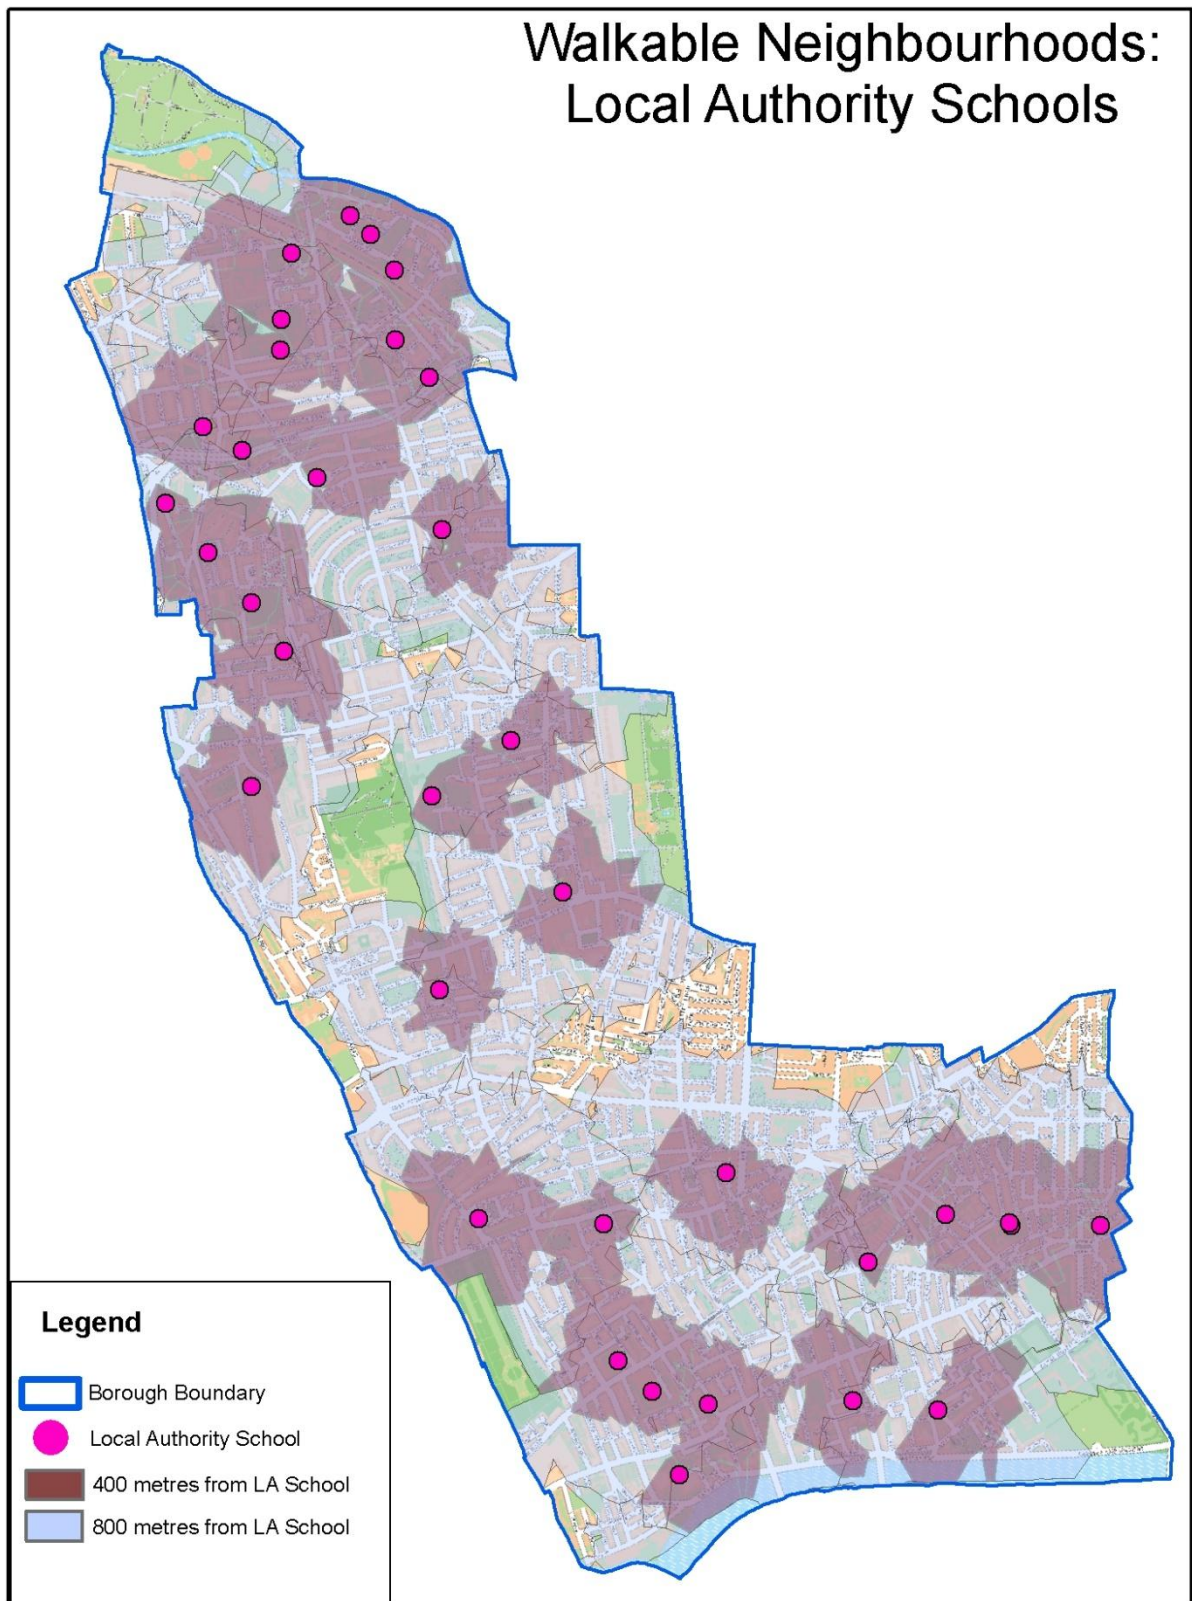 Walkable Neighbourhoods:
Local Authority Schools
Legend
Borough Boundary
Local Authority School
400 metres from LA School
800 metres from LA School